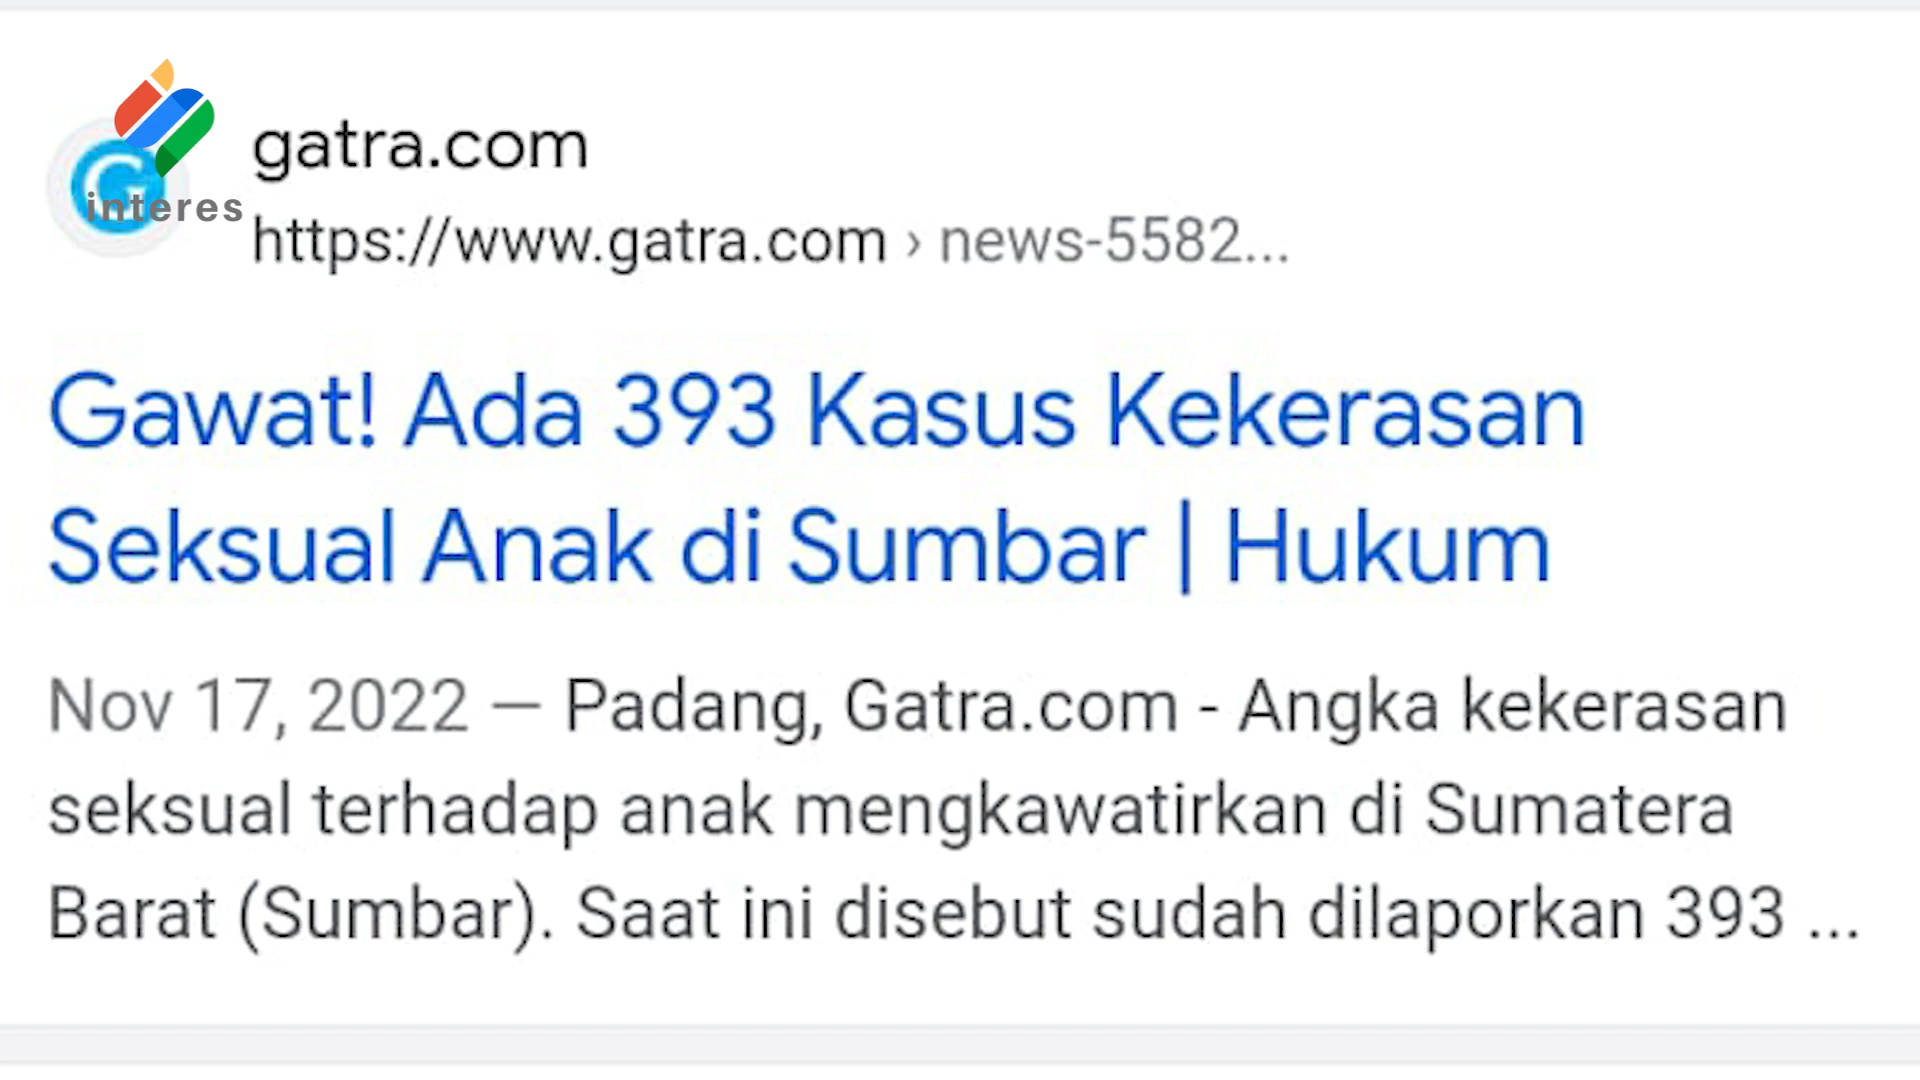 gatra.com
interes
https://www.gatra.com › news-5582...
Gawat! Ada 393 Kasus Kekerasan
Seksual Anak di Sumbar | Hukum
Nov 17, 2022 — Padang, Gatra.com - Angka kekerasan
seksual terhadap anak mengkawatirkan di Sumatera
Barat (Sumbar). Saat ini disebut sudah dilaporkan 393 ...